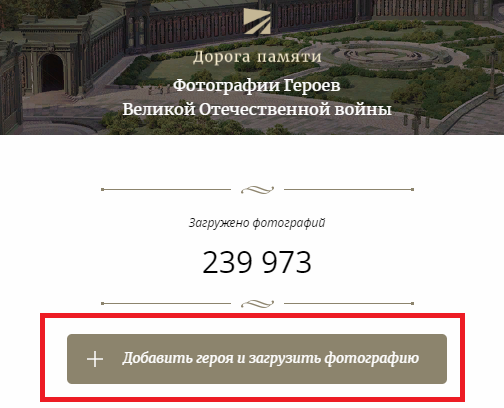 Дорога памяти
Фотографии Героев
Великой Отечественной войны
Загружено фотографий
239 973
Добавить героя и загрузить фотографию